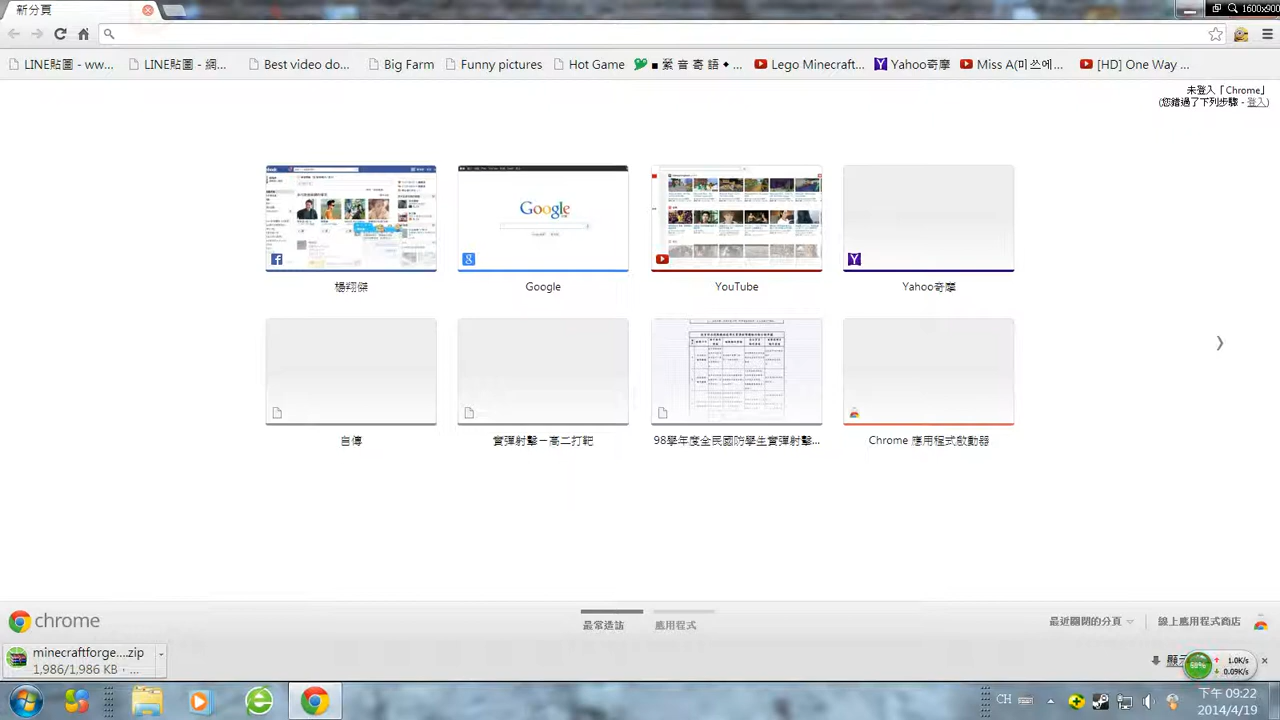 新分頁
1600x900
LINE貼圖 - ww...
LINE貼圖 - 網...
Best video do...
Big Farm
Funny pictures
Hot Game
■ 紫 音 寄 語 ◆ ...
Lego Minecraft...
Yahoo奇摩
Miss A(미쓰에...
[HD] One Way ...
未登入「Chrome」
(您錯過了下列步驟 - 登入)
Google
楊翔傑
Google
YouTube
Yahoo奇摩
自傳
實彈射擊－高二打靶
98學年度全民國防學生實彈射擊...
Chrome 應用程式啟動器
chrome
最常造訪
應用程式
最近關閉的分頁
線上應用程式商店
minecraftforge....zip
1,986/1,986 KB - ...
98%
1.0K/s
0.09K/s
CH
下午 09:22
2014/4/19